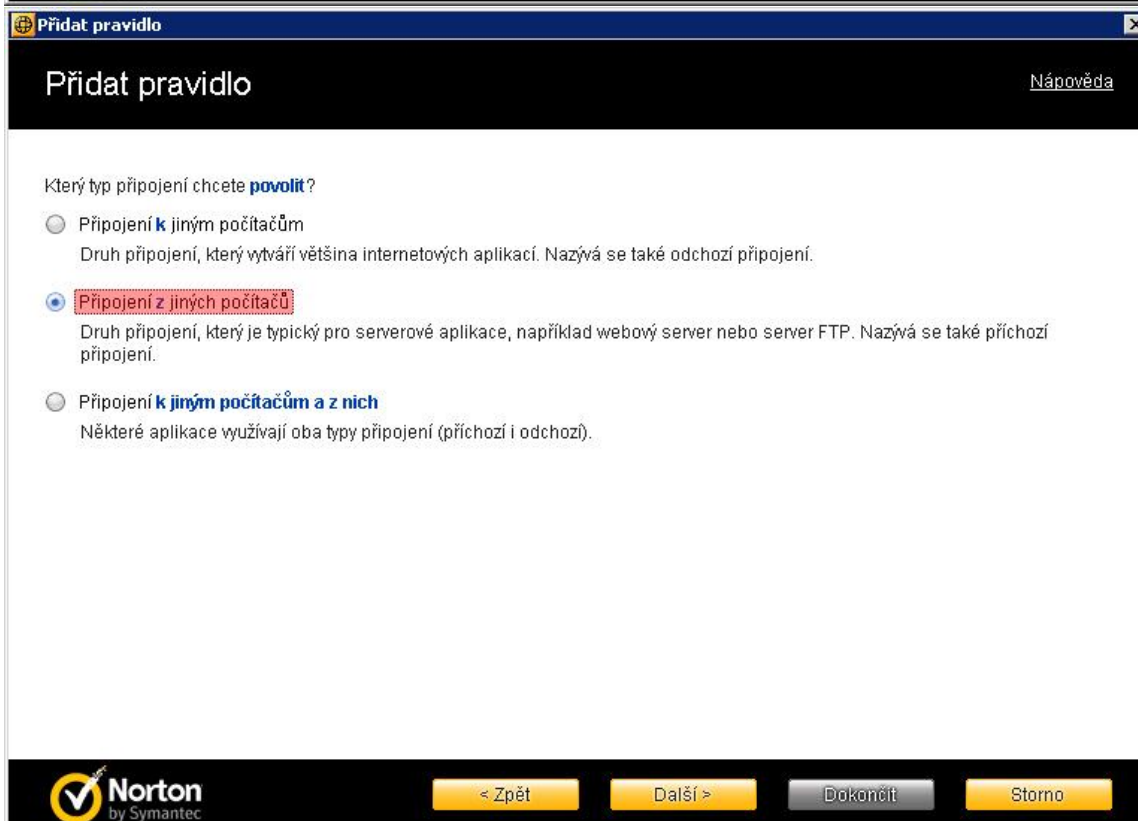 Přidat pravidlo
Přidat pravidlo
Nápověda
Který typ připojení chcete povolit?
Připojení k jiným počítačům
Druh připojení, který vytváří většina internetových aplikací. Nazývá se také odchozí připojení.
Připojení z jiných počítačů
Druh připojení, který je typický pro serverové aplikace, například webový server nebo server FTP. Nazývá se také příchozí
připojení.
Připojení k jiným počítačům a z nich
Některé aplikace využívají oba typy připojení (příchozí i odchozí).
Norton
by Symantec
< Zpět
Další >
Dokončit
Storno